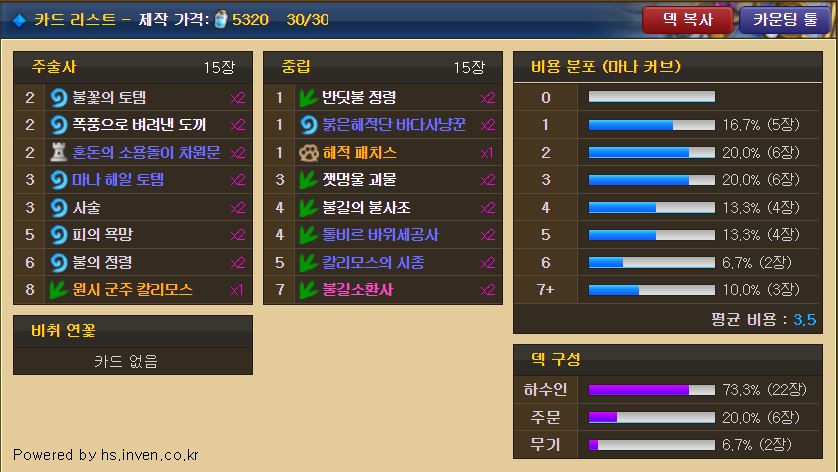 카드 리스트 - 제작 가격: 5320 30/30
덱 복사
카운팅 툴
주술사 15장
2 불꽃의 토템 x2
2 폭풍으로 벼려낸 도끼 x2
2 혼돈의 소용돌이 차원문 x2
3 마나 해일 토템 x2
3 사술 x2
5 피의 욕망 x2
6 불의 정령 x2
8 원시 군주 칼리모스 x1
비취 연꽃
카드 없음
중립 15장
1 반딧불 정령 x2
1 붉은해적단 바다사냥꾼 x2
1 해적 패치스 x1
3 잿멍울 괴물 x2
4 불길의 불사조 x2
4 톨비르 바위세공사 x2
5 칼리모스의 시종 x2
7 불길소환사 x2
비용 분포 (마나 커브)
0
1 16.7% (5장)
2 20.0% (6장)
3 20.0% (6장)
4 13.3% (4장)
5 13.3% (4장)
6 6.7% (2장)
7+ 10.0% (3장)
평균 비용 : 3.5
덱 구성
하수인 73.3% (22장)
주문 20.0% (6장)
무기 6.7% (2장)
Powered by hs.inven.co.kr